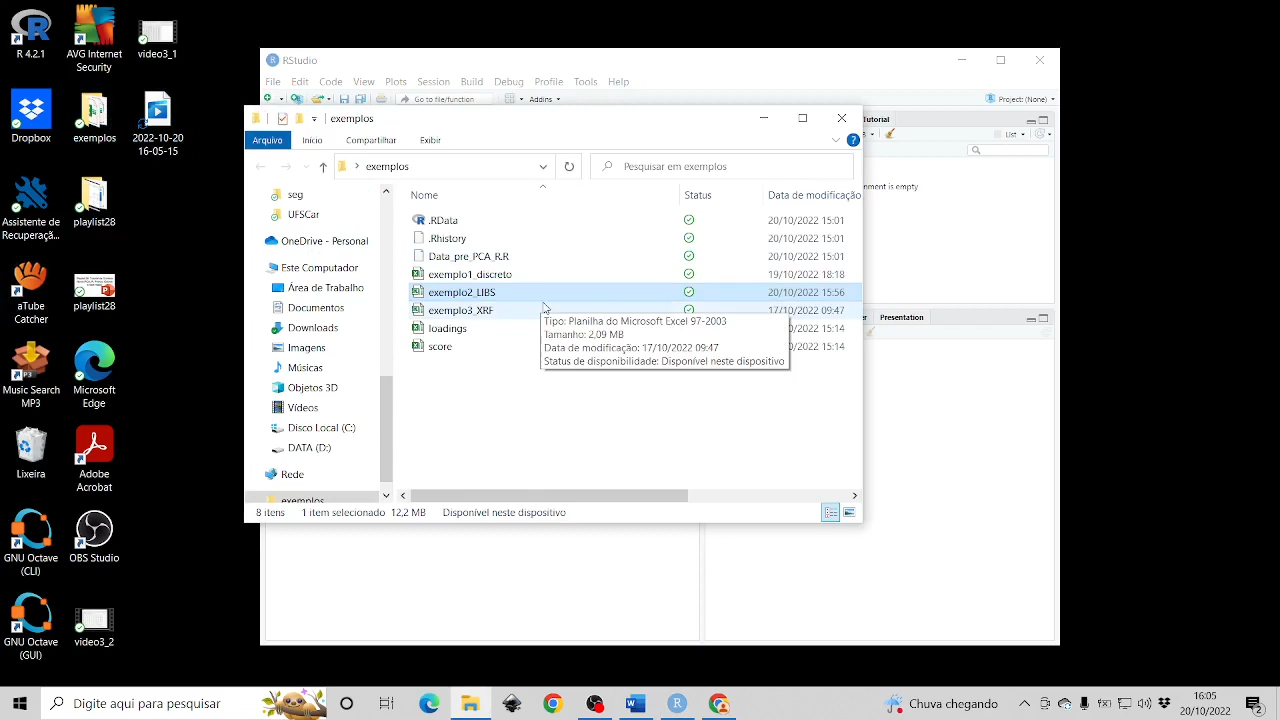 R 4.2.1
AVG Internet
Security
video3_1
Dropbox
exemplos
2022-10-20
16-05-15
Assistente de
Recuperaçã...
playlist28
aTube
Catcher
playlist28
Music Search
MP3
Microsoft
Edge
Lixeira
Adobe
Acrobat
GNU Octave
(CLI)
OBS Studio
GNU Octave
(GUI)
video3_2
RStudio
File Edit Code View Plots Session Build Debug Profile Tools Help
Go to file/function
Addins
Project: (None)
Tutorial
List
nment is empty
er
Presentation
exemplos
Arquivo Início Compartilhar Exibir
exemplos
Pesquisar em exemplos
Nome Status Data de modificação
seg
UFSCar
OneDrive - Personal
Este Computador
Área de Trabalho
Documentos
Downloads
Imagens
Músicas
Objetos 3D
Vídeos
Disco Local (C:)
DATA (D:)
Rede
exemplos
.RData 20/10/2022 15:01
.Rhistory 20/10/2022 15:01
Data_pre_PCA_R.R 20/10/2022 15:01
exemplo1_discreto 19/10/2022 18:18
exemplo2_LIBS 20/10/2022 15:56
exemplo3_XRF 17/10/2022 09:47
loadings 15:14
score 15:14
Tipo: Planilha do Microsoft Excel 97-2003
Tamanho: 2,09 MB
Data de modificação: 17/10/2022 09:47
Status de disponibilidade: Disponível neste dispositivo
8 itens 1 item selecionado 12,2 MB Disponível neste dispositivo
Digite aqui para pesquisar
Chuva chegando
16:05
20/10/2022
2